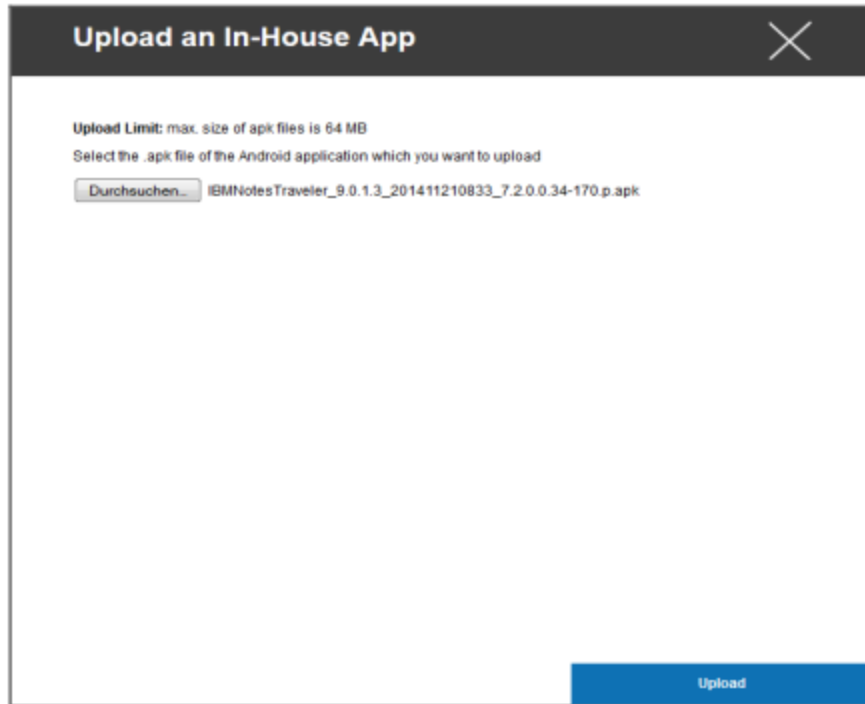 Upload an In-House App
Upload Limit: max. size of apk files is 64 MB
Select the .apk file of the Android application which you want to upload
Durchsuchen... IBMNotesTraveler_9.0.1.3_201411210833_7.2.0.0.34-170.p.apk
Upload